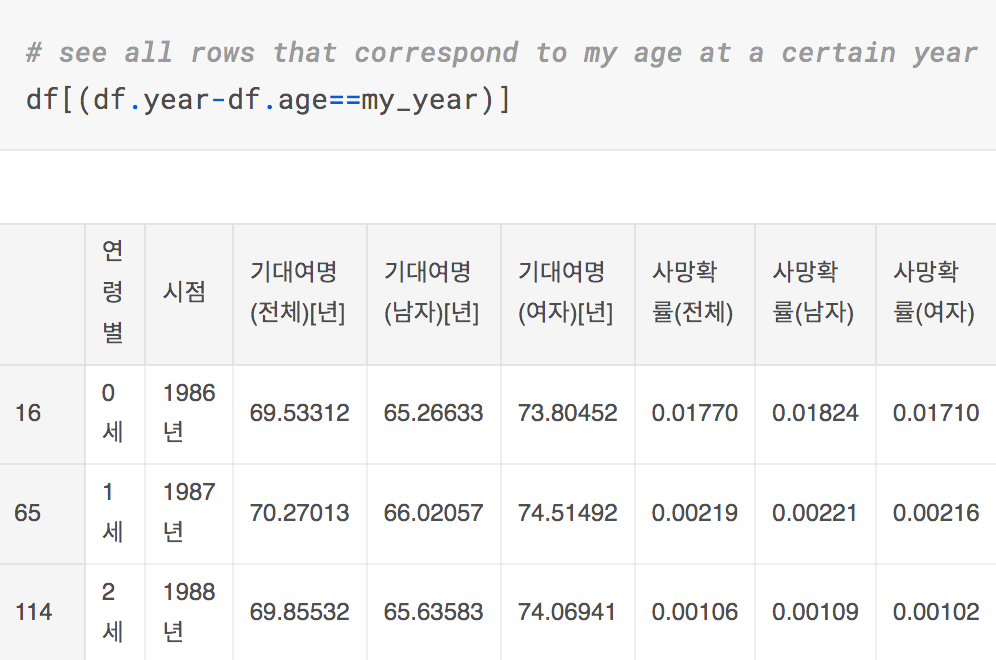 # see all rows that correspond to my age at a certain year
df[(df.year-df.age==my_year)]
연령별 시점 기대여명(전체)[년] 기대여명(남자)[년] 기대여명(여자)[년] 사망확률(전체) 사망확률(남자) 사망확률(여자)
16 0세 1986년 69.53312 65.26633 73.80452 0.01770 0.01824 0.01710
65 1세 1987년 70.27013 66.02057 74.51492 0.00219 0.00221 0.00216
114 2세 1988년 69.85532 65.63583 74.06941 0.00106 0.00109 0.00102